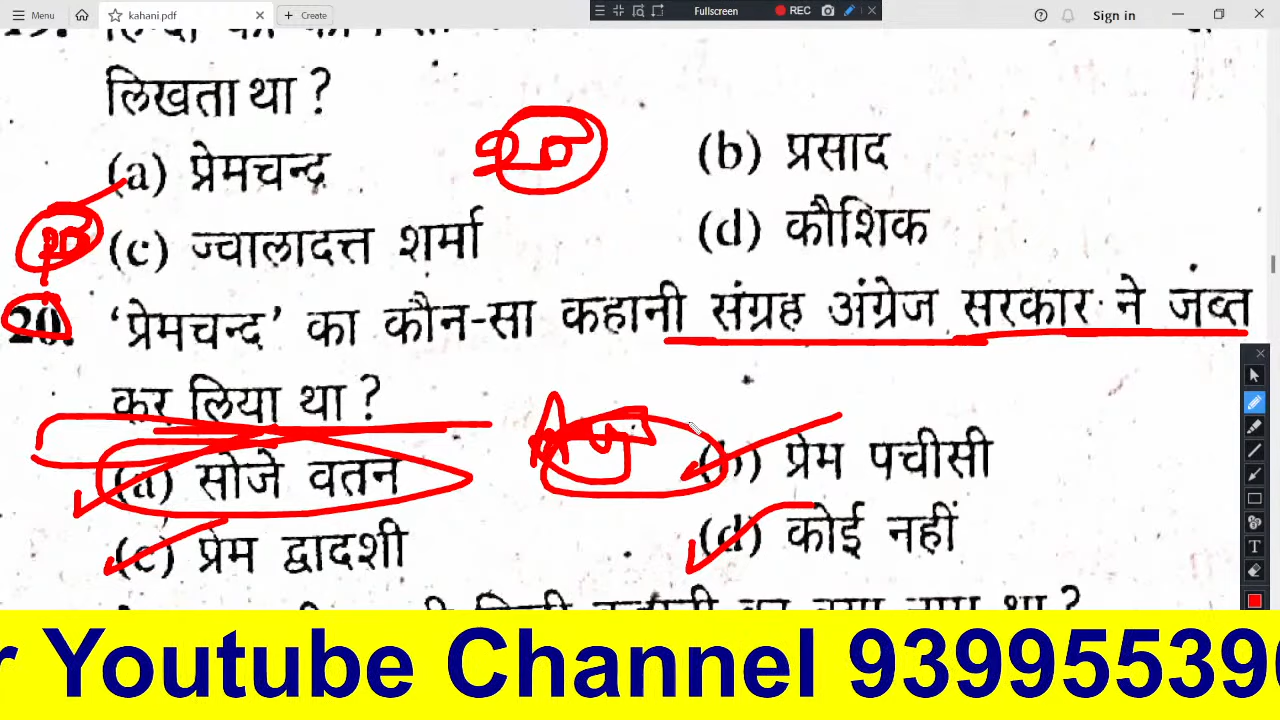 Menu
kahani.pdf
Create
Fullscreen
REC
Sign in
लिखता था ?
(a) प्रेमचन्द्र
(b) प्रसाद
(c) ज्वालादत्त शर्मा
(d) कौशिक
20. ‘प्रेमचन्द’ का कौन-सा कहानी संग्रह अंग्रेज सरकार ने जब्त
कर लिया था ?
(a) सोजे वतन
(b) प्रेम पचीसी
(c) प्रेम द्वादशी
(d) कोई नहीं
r Youtube Channel 939955390